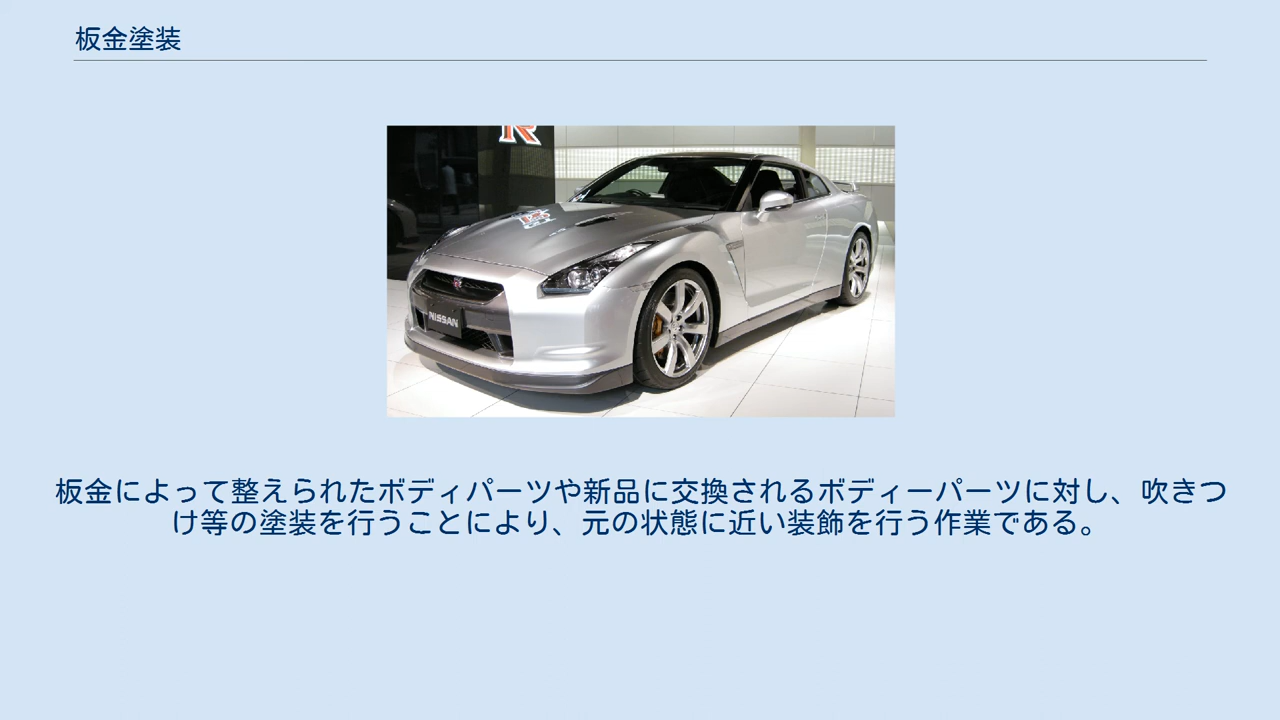 板金塗装
R
R
NISSAN
板金によって整えられたボディパーツや新品に交換されるボディーパーツに対し、吹きつ
け等の塗装を行うことにより、元の状態に近い装飾を行う作業である。